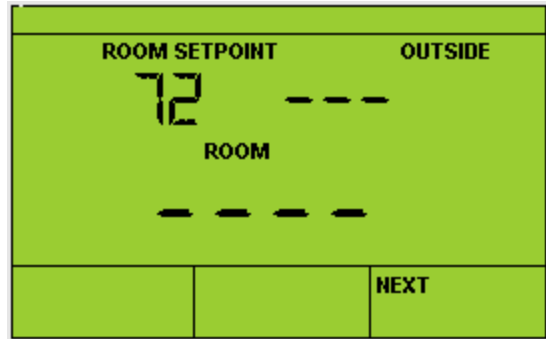 ROOM SETPOINT OUTSIDE
72 ---
ROOM
----
NEXT